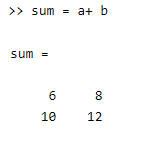 >> sum = a+ b
sum =
6 8
10 12